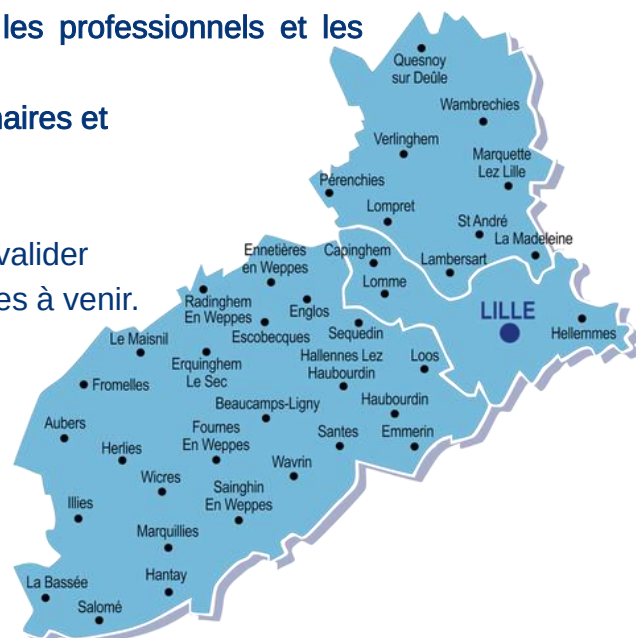 les professionnels et les
naires et
valider
es à venir.
Quesnoy
sur Deûle
Wambrechies
Verlinghem
Marquette
Lez Lille
Pérenchies
Lompret
St André
La Madeleine
Lambersart
Capinghem
Lomme
LILLE
Hellemmes
Ennetières
en Weppes
Radinghem
En Weppes
Englos
Escobecques
Sequedin
Le Maisnil
Erquinghem
Le Sec
Hallennes Lez
Haubourdin
Loos
Fromelles
Beaucamps-Ligny
Haubourdin
Aubers
Fournes
En Weppes
Santes
Emmerin
Herlies
Wavrin
Wicres
Sainghin
En Weppes
Illies
Marquillies
La Bassée
Hantay
Salomé